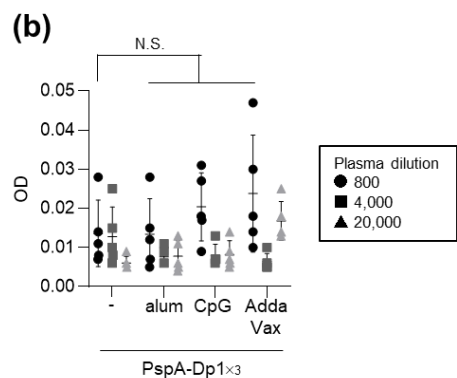 (b)
N.S.
0.05
0.04
0.03
0.02
0.01
0.00
OD
Plasma dilution
800
4,000
20,000
- alum CpG Adda
Vax
PspA-Dp1×3